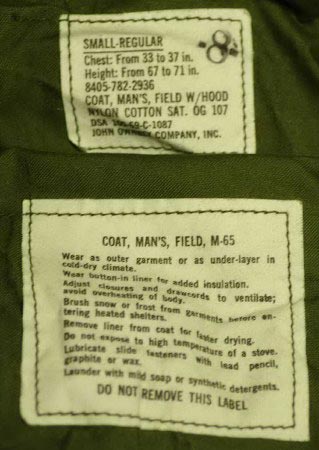 SMALL-REGULAR
Chest: From 33 to 37 in.
Height: From 67 to 71 in.
8405-782-2936
COAT, MAN'S, FIELD W/HOOD
NYLON COTTON SAT. OG 107
DSA 69-C-1087
JOHN OWNBEY COMPANY, INC.
8
COAT, MAN'S, FIELD, M-65
Wear as outer garment or as under-layer in
cold-dry climate.
Wear button-in liner for added insulation.
Adjust closures and drawcords to ventilate;
avoid overheating of body.
Brush snow or frost from garments before en-
tering heated shelters.
Remove liner from coat for faster drying.
Do not expose to high temperature of a stove.
Lubricate slide fasteners with lead pencil,
graphite or wax.
Launder with mild soap or synthetic detergents.
DO NOT REMOVE THIS LABEL